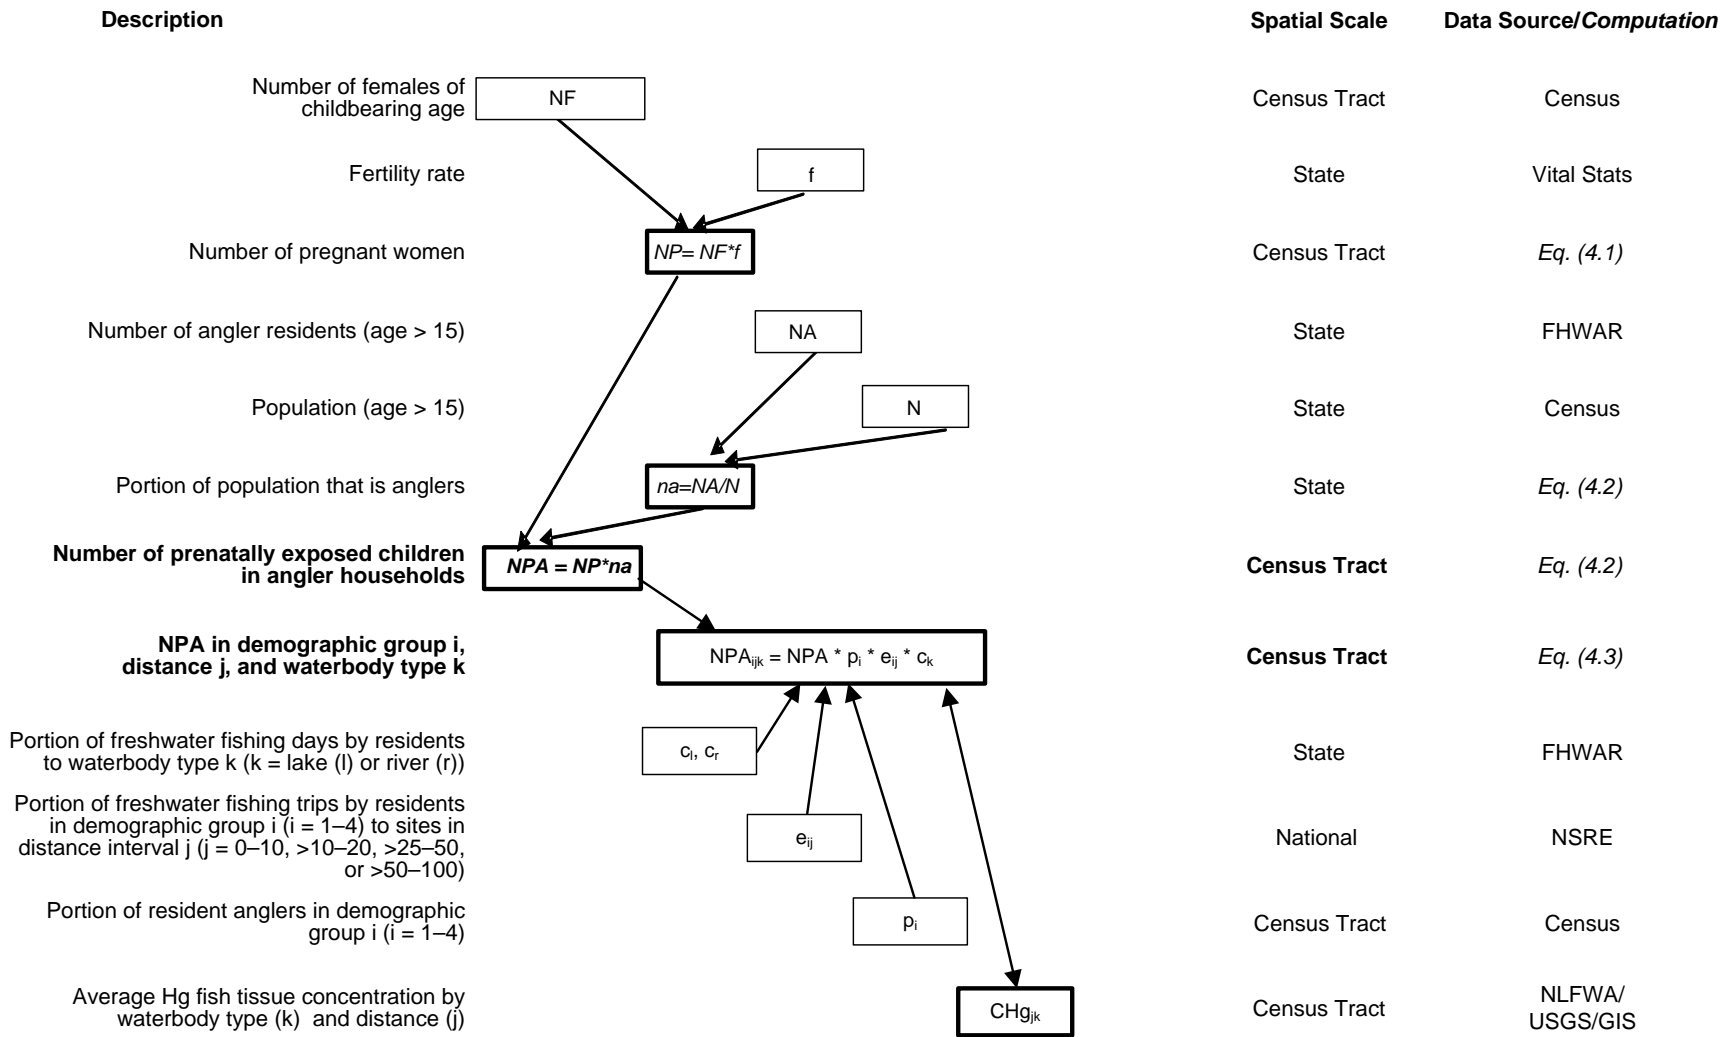 Description Spatial Scale Data Source/Computation
Number of females of
childbearing age NF Census Tract Census
Fertility rate f State Vital Stats
Number of pregnant women NP= NF*f Census Tract Eq. (4.1)
Number of angler residents (age > 15) NA State FHWAR
Population (age > 15) N State Census
Portion of population that is anglers na=NA/N State Eq. (4.2)
Number of prenatally exposed children
in angler households NPA = NP*na Census Tract Eq. (4.2)
NPA in demographic group i,
distance j, and waterbody type k NPAijk = NPA * pi * eij * ck Census Tract Eq. (4.3)
Portion of freshwater fishing days by residents
to waterbody type k (k = lake (l) or river (r)) cl, cr State FHWAR
Portion of freshwater fishing trips by residents
in demographic group i (i = 1–4) to sites in
distance interval j (j = 0–10, >10–20, >25–50,
or >50–100) eij National NSRE
Portion of resident anglers in demographic
group i (i = 1–4) pi Census Tract Census
Average Hg fish tissue concentration by
waterbody type (k) and distance (j) CHgjk Census Tract NLFWA/
USGS/GIS